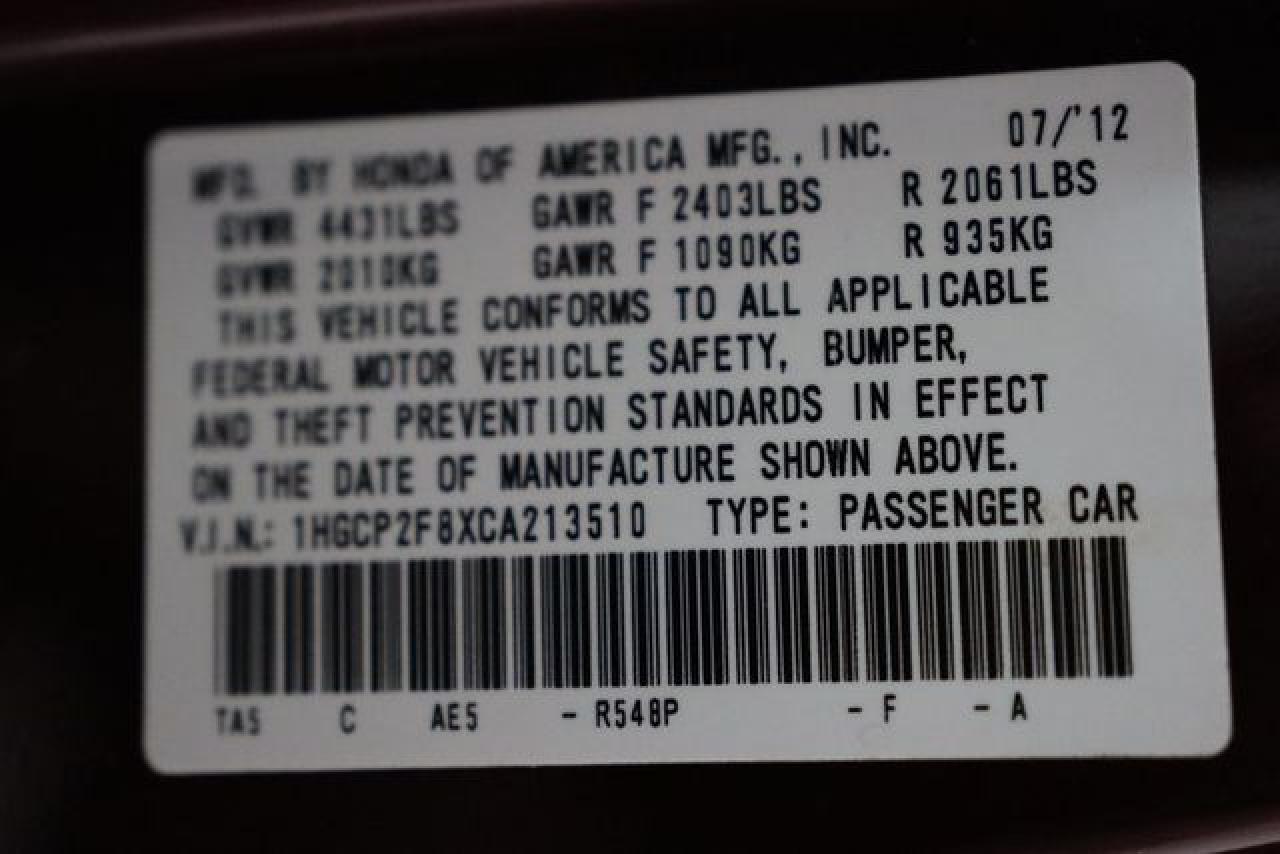 MFD. BY HONDA OF AMERICA MFG., INC. 07/'12
GVWR 4431LBS GAWR F 2403LBS R 2061LBS
GVWR 2010KG GAWR F 1090KG R 935KG
THIS VEHICLE CONFORMS TO ALL APPLICABLE
FEDERAL MOTOR VEHICLE SAFETY, BUMPER,
AND THEFT PREVENTION STANDARDS IN EFFECT
ON THE DATE OF MANUFACTURE SHOWN ABOVE.
V.I.N.: 1HGCP2F8XCA213510 TYPE: PASSENGER CAR
TA5 C AE5 - R548P - F - A